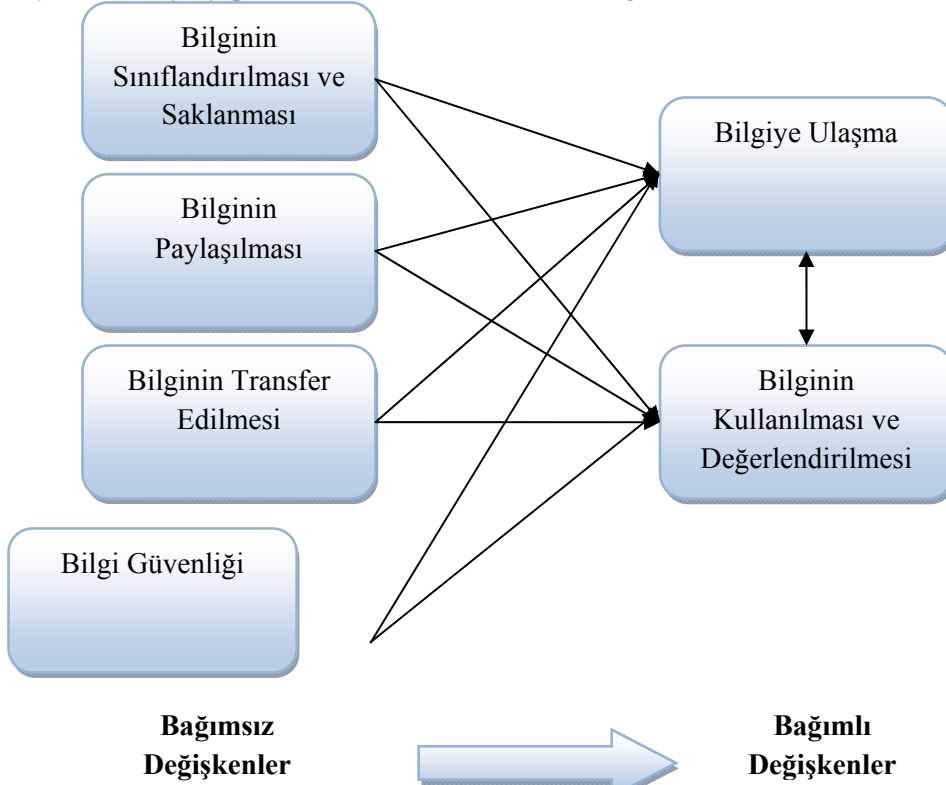 Bilginin
Sınıflandırılması ve
Saklanması
Bilginin
Paylaşılması
Bilginin Transfer
Edilmesi
Bilgi Güvenliği
Bilgiye Ulaşma
Bilginin
Kullanılması ve
Değerlendirilmesi
Bağımsız
Değişkenler
Bağımlı
Değişkenler